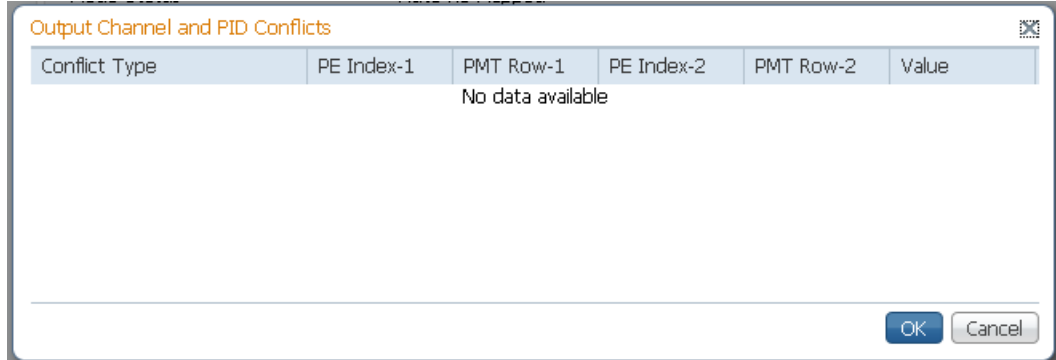 Output Channel and PID Conflicts
Conflict Type PE Index-1 PMT Row-1 PE Index-2 PMT Row-2 Value
No data available
OK Cancel